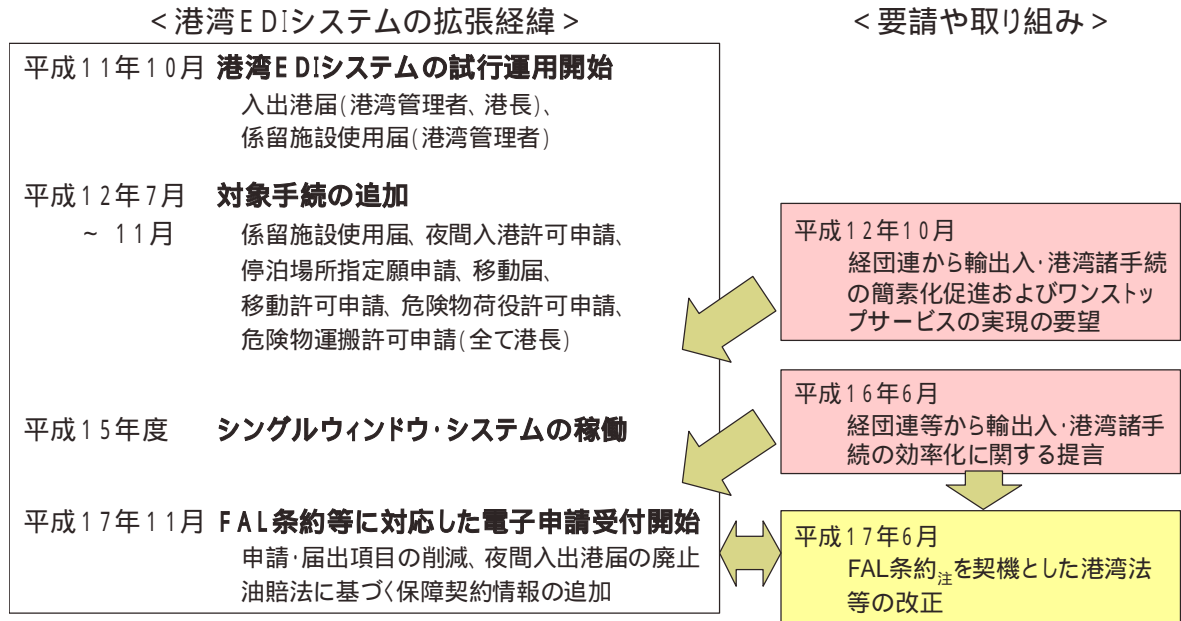 ＜港湾ＥＤＩシステムの拡張経緯＞
平成１１年１０月 港湾ＥＤＩシステムの試行運用開始
入出港届（港湾管理者、港長）、
係留施設使用届（港湾管理者）
平成１２年７月 対象手続の追加
～ １１月 係留施設使用届、夜間入港許可申請、
停泊場所指定願申請、移動届、
移動許可申請、危険物荷役許可申請、
危険物運搬許可申請（全て港長）
平成１５年度 シングルウィンドウ・システムの稼働
平成１７年１１月 ＦＡＬ条約等に対応した電子申請受付開始
申請・届出項目の削減、夜間入出港届の廃止
油賠法に基づく保障契約情報の追加
＜要請や取り組み＞
平成１２年１０月
経団連から輸出入・港湾諸手続
の簡素化促進およびワンストッ
プサービスの実現の要望
平成１６年６月
経団連等から輸出入・港湾諸手
続の効率化に関する提言
平成１７年６月
FAL条約注を契機とした港湾法
等の改正